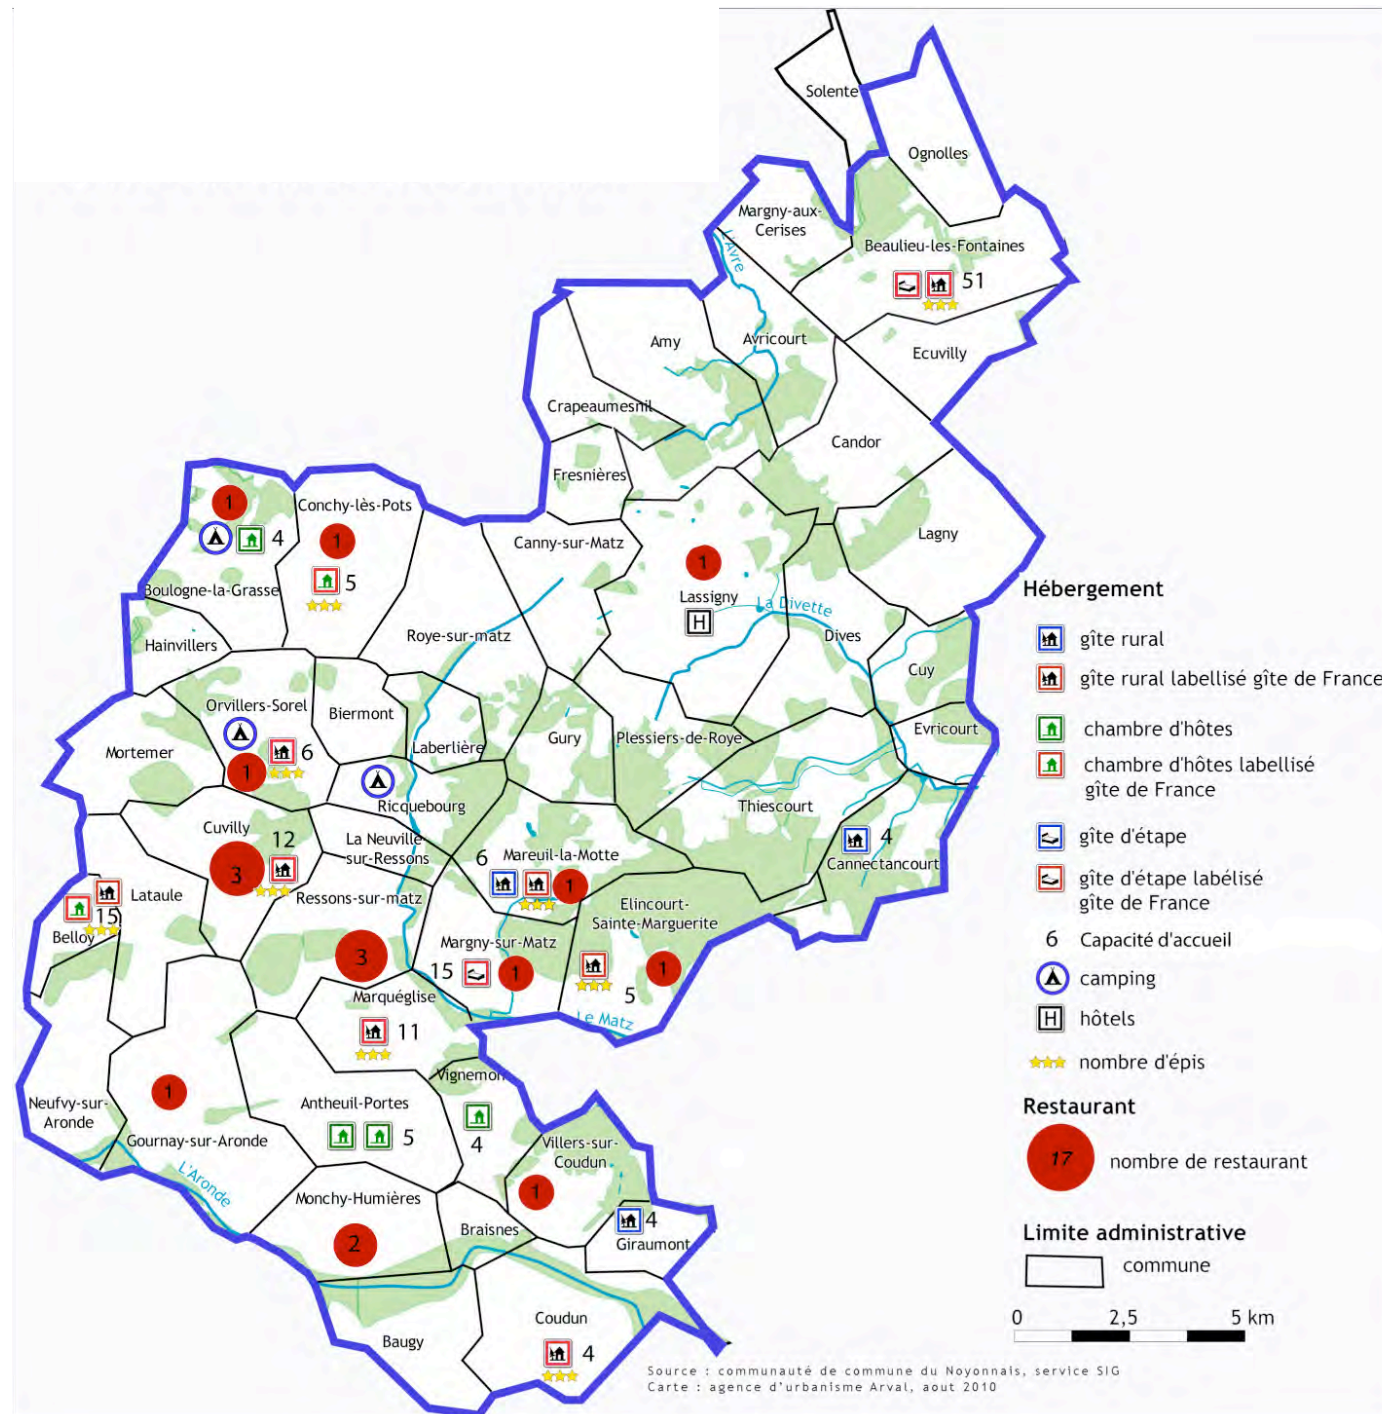 Solente
Ognolles
Margny-aux-
Cerises
Beaulieu-les-Fontaines
51
L'Avre
Amy
Avricourt
Ecuvilly
Crapeaumesnil
Candor
Fresnières
1
Conchy-lès-Pots
4
1
Canny-sur-Matz
Lagny
5
1
Boulogne-la-Grasse
Lassigny
H
La Divette
Hainvillers
Roye-sur-matz
Dives
Cuy
Orvillers-Sorel
Biermont
Evricourt
Mortemer
6
1
Laberlière
Gury
Plessiers-de-Roye
Ricquebourg
Thiescourt
Cuvilly
12
3
La Neuville
sur-Ressons
6
Mareuil-la-Motte
1
4
Cannectancourt
Lataule
15
Belloy
Ressons-sur-matz
3
Elincourt-
Sainte-Marguerite
Margny-sur-Matz
15
1
1
5
Marquéglise
11
Le Matz
Vignemon
1
Neufvy-sur-
Aronde
Gournay-sur-Aronde
Antheuil-Portes
5
4
Villers-sur-
Coudun
1
L'Aronde
Monchy-Humières
2
Braisnes
4
Giraumont
Coudun
4
Baugy
Hébergement
gîte rural
gîte rural labellisé gîte de France
chambre d'hôtes
chambre d'hôtes labellisé
gîte de France
gîte d'étape
gîte d'étape labélisé
gîte de France
6 Capacité d'accueil
camping
H hôtels
nombre d'épis
Restaurant
17 nombre de restaurant
Limite administrative
commune
0 2,5 5 km
Source : communauté de commune du Noyonnais, service SIG
Carte : agence d'urbanisme Arval, aout 2010